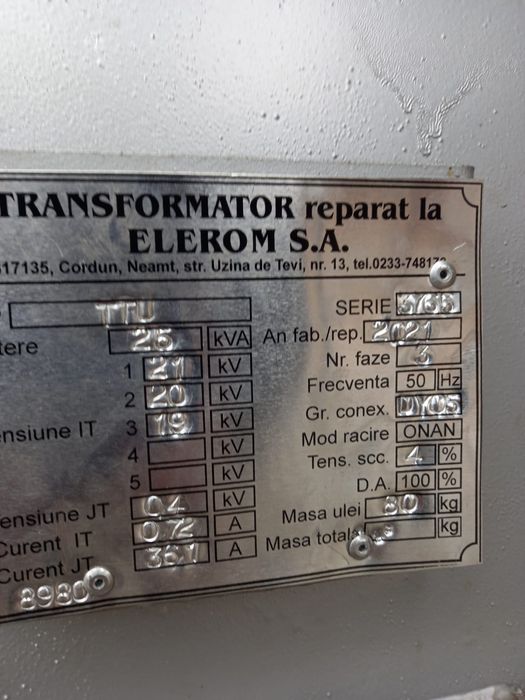 TRANSFORMATOR reparat la
ELEROM S.A.
617135, Cordun, Neamt, str. Uzina de Tevi, nr. 13, tel.0233-748
TTU SERIE
tere 25 kVA An fab./rep. 2021
1 21 kV Nr. faze 3
2 20 kV Frecventa 50 Hz
ensiune IT 3 19 kV Gr. conex. DY05
4 kV Mod racire ONAN
5 kV Tens. scc. 4 %
ensiune JT 0.4 kV D.A. 100 %
Curent IT 0.72 A Masa ulei 80 kg
Curent JT 36.1 A Masa totala kg
8980